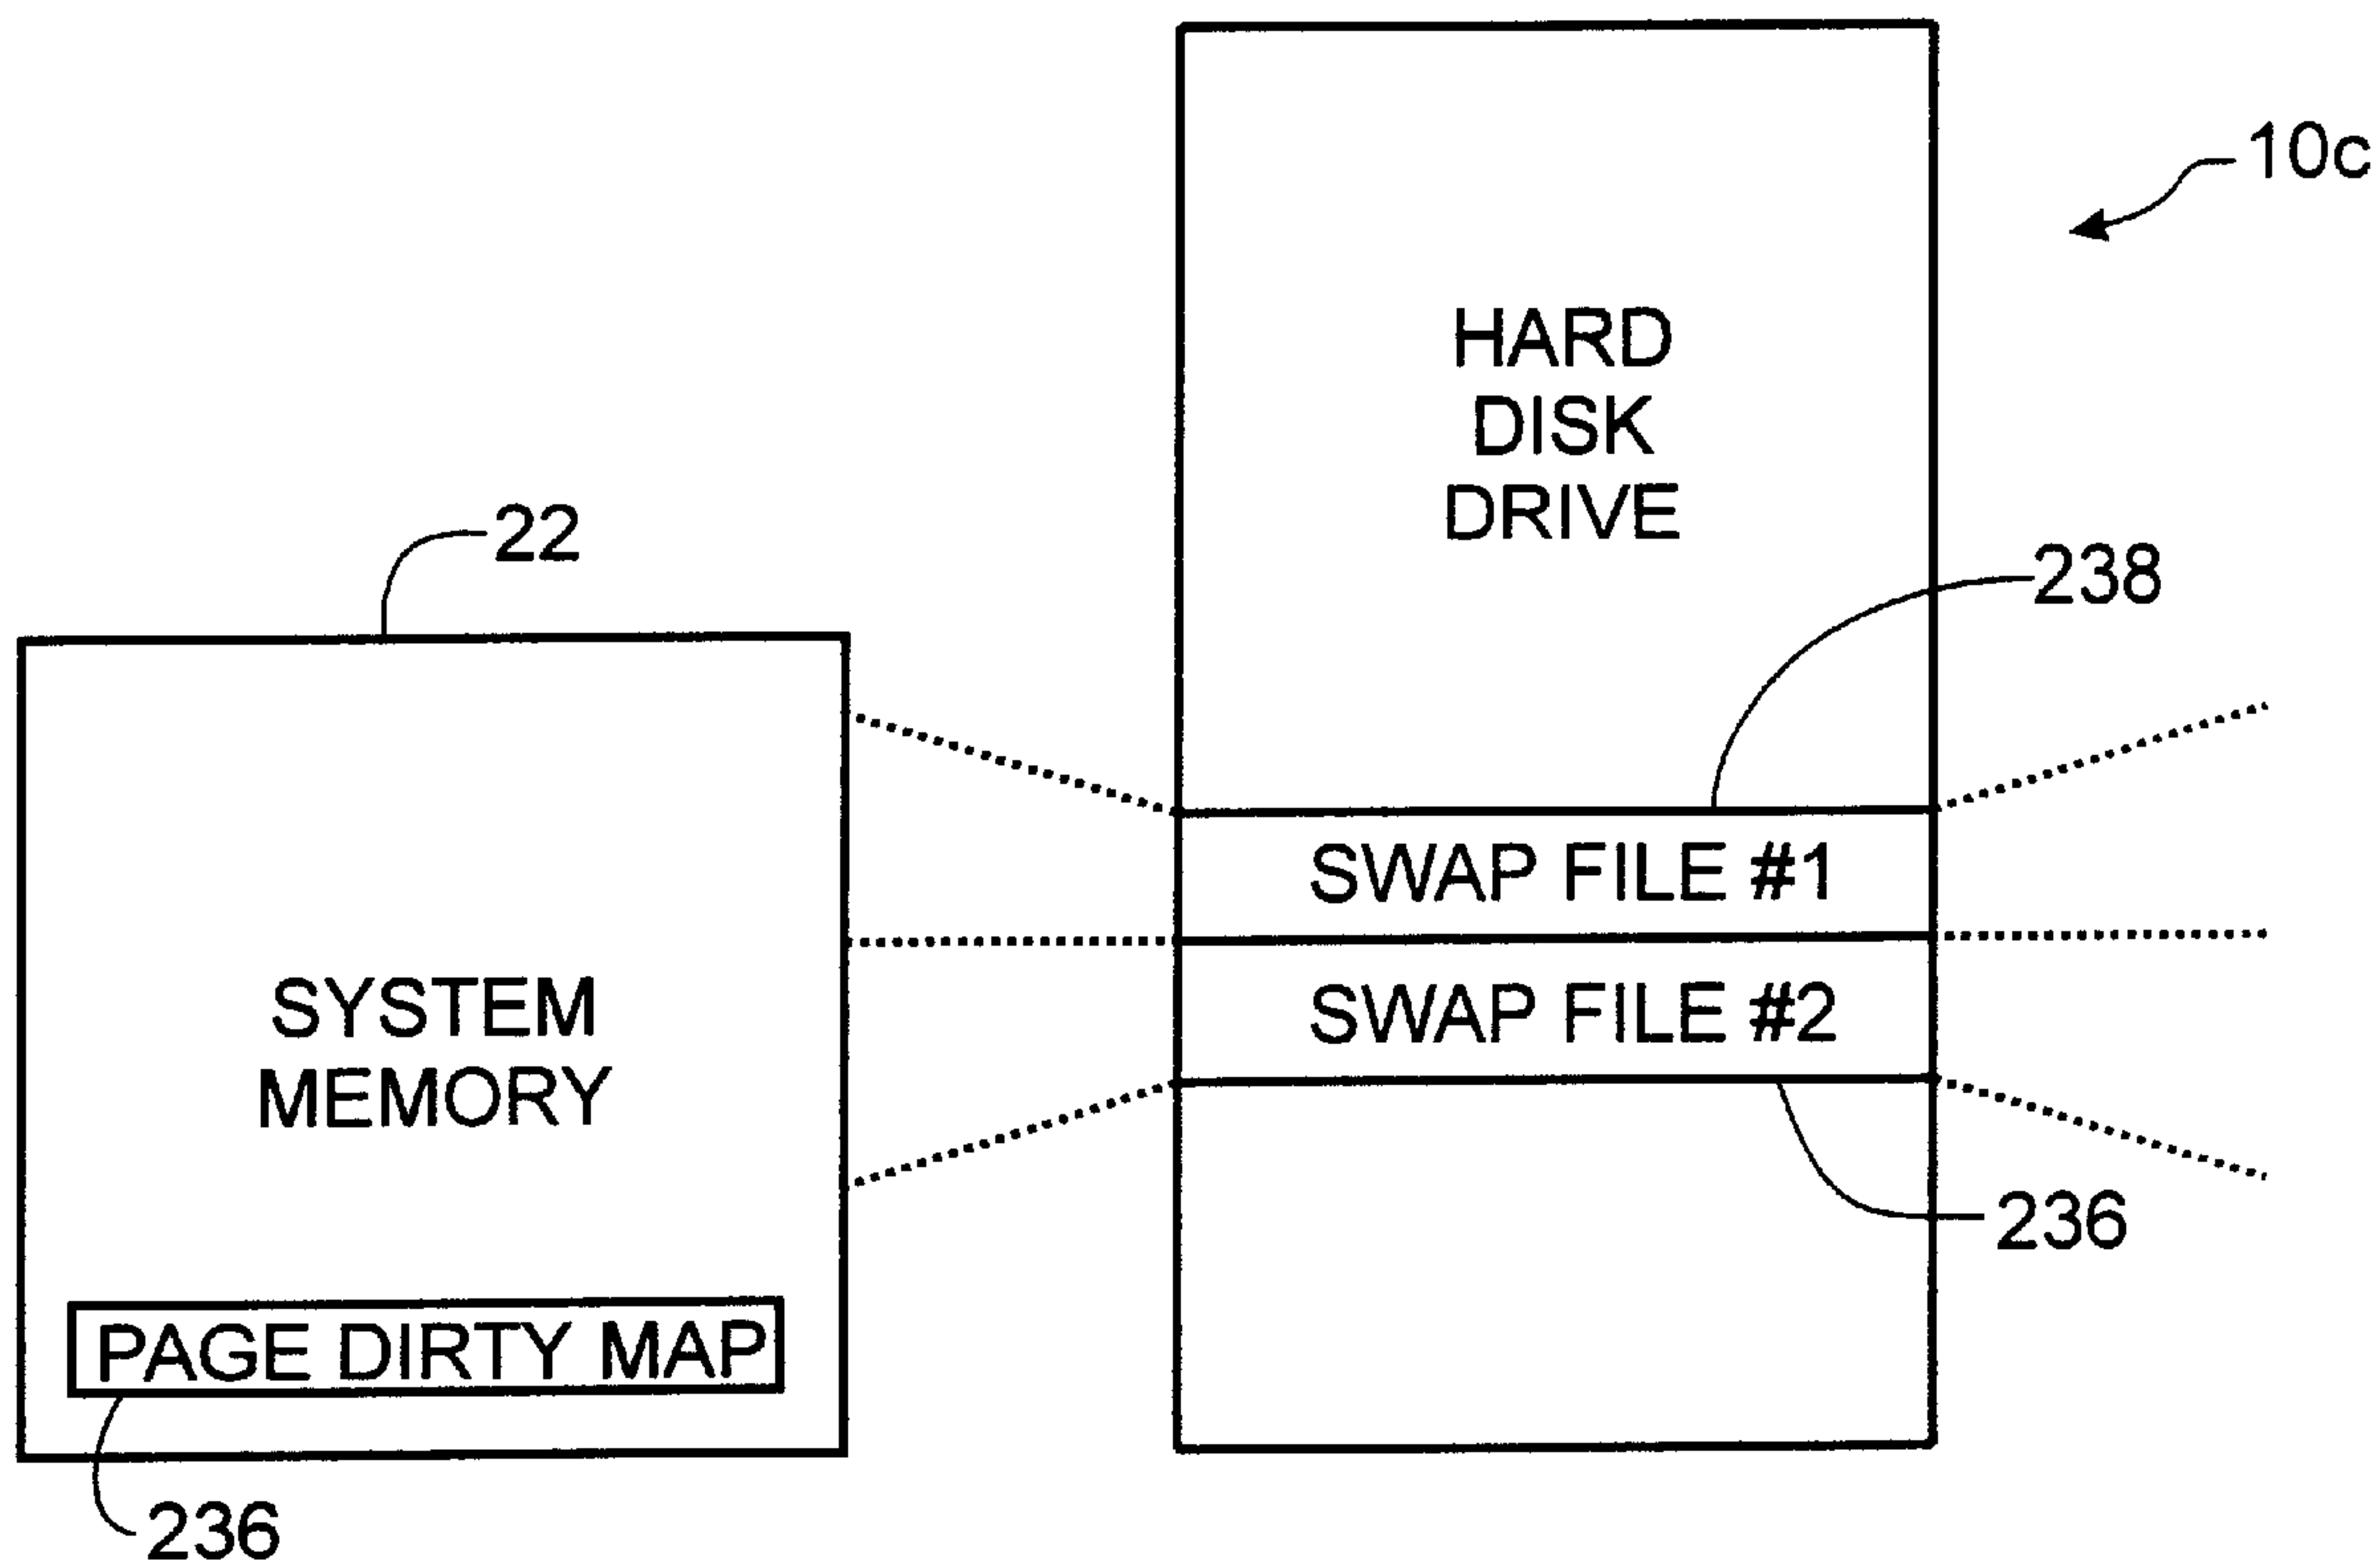 10c
HARD
DISK
DRIVE
22
238
SWAP FILE #1
SYSTEM
MEMORY
SWAP FILE #2
236
PAGE DIRTY MAP
236